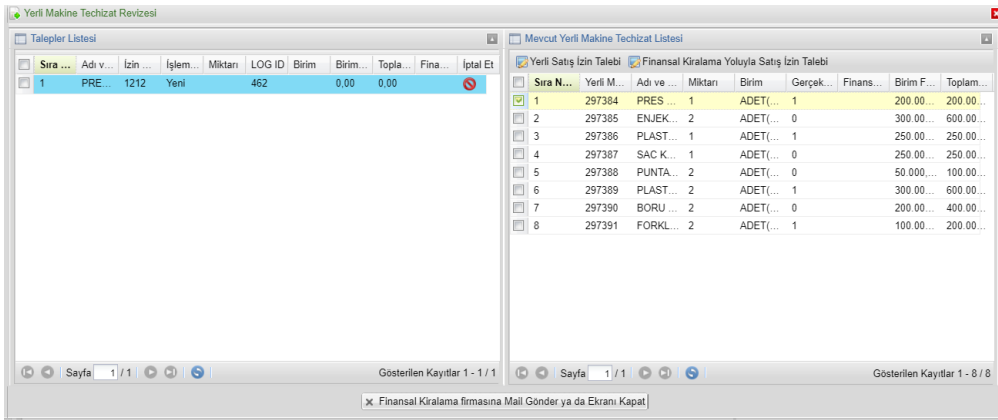 Yerli Makine Techizat Revizesi
Talepler Listesi
Sıra ... Adı v... İzin ... İşlem... Miktarı LOG ID Birim Birim... Topla... Fina... İptal Et
1 PRE... 1212 Yeni 462 0,00 0,00
Sayfa 1 / 1 Gösterilen Kayıtlar 1 - 1 / 1
Mevcut Yerli Makine Techizat Listesi
Yerli Satış İzin Talebi Finansal Kiralama Yoluyla Satış İzin Talebi
Sıra N... Yerli M... Adı ve ... Miktarı Birim Gerçek... Finans... Birim F... Toplam...
1 297384 PRES ... 1 ADET(... 1 200.00... 200.00...
2 297385 ENJEK... 2 ADET(... 0 300.00... 600.00...
3 297386 PLAST... 1 ADET(... 1 250.00... 250.00...
4 297387 SAC K... 1 ADET(... 0 250.00... 250.00...
5 297388 PUNTA... 2 ADET(... 0 50.000,... 100.00...
6 297389 PLAST... 2 ADET(... 1 300.00... 600.00...
7 297390 BORU ... 2 ADET(... 0 200.00... 400.00...
8 297391 FORKL... 2 ADET(... 1 100.00... 200.00...
Sayfa 1 / 1 Gösterilen Kayıtlar 1 - 8 / 8
Finansal Kiralama firmasına Mail Gönder ya da Ekranı Kapat